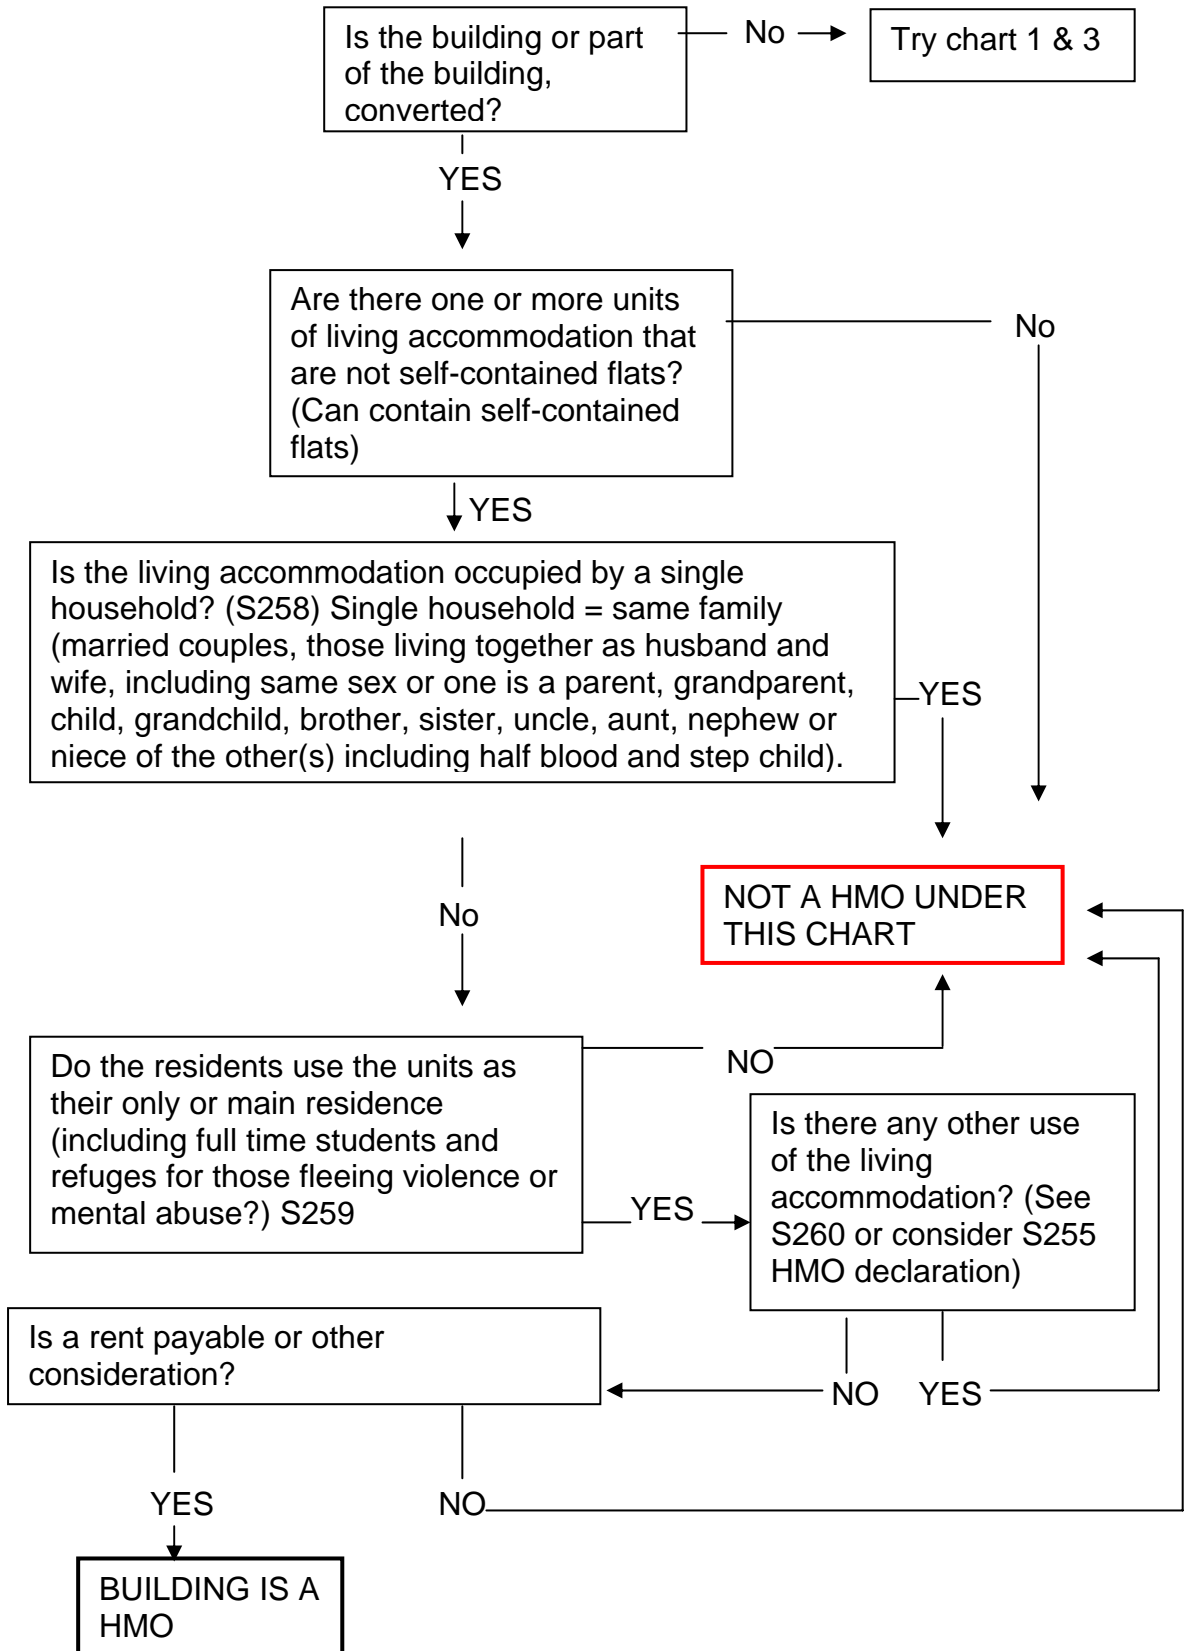 Is the building or part
of the building,
converted?
No
Try chart 1 & 3
YES
Are there one or more units
of living accommodation that
are not self-contained flats?
(Can contain self-contained
flats)
No
YES
Is the living accommodation occupied by a single
household? (S258) Single household = same family
(married couples, those living together as husband and
wife, including same sex or one is a parent, grandparent,
child, grandchild, brother, sister, uncle, aunt, nephew or
niece of the other(s) including half blood and step child).
YES
No
NOT A HMO UNDER
THIS CHART
Do the residents use the units as
their only or main residence
(including full time students and
refuges for those fleeing violence or
mental abuse?) S259
NO
YES
Is there any other use
of the living
accommodation? (See
S260 or consider S255
HMO declaration)
NO
YES
Is a rent payable or other
consideration?
YES
NO
BUILDING IS A
HMO